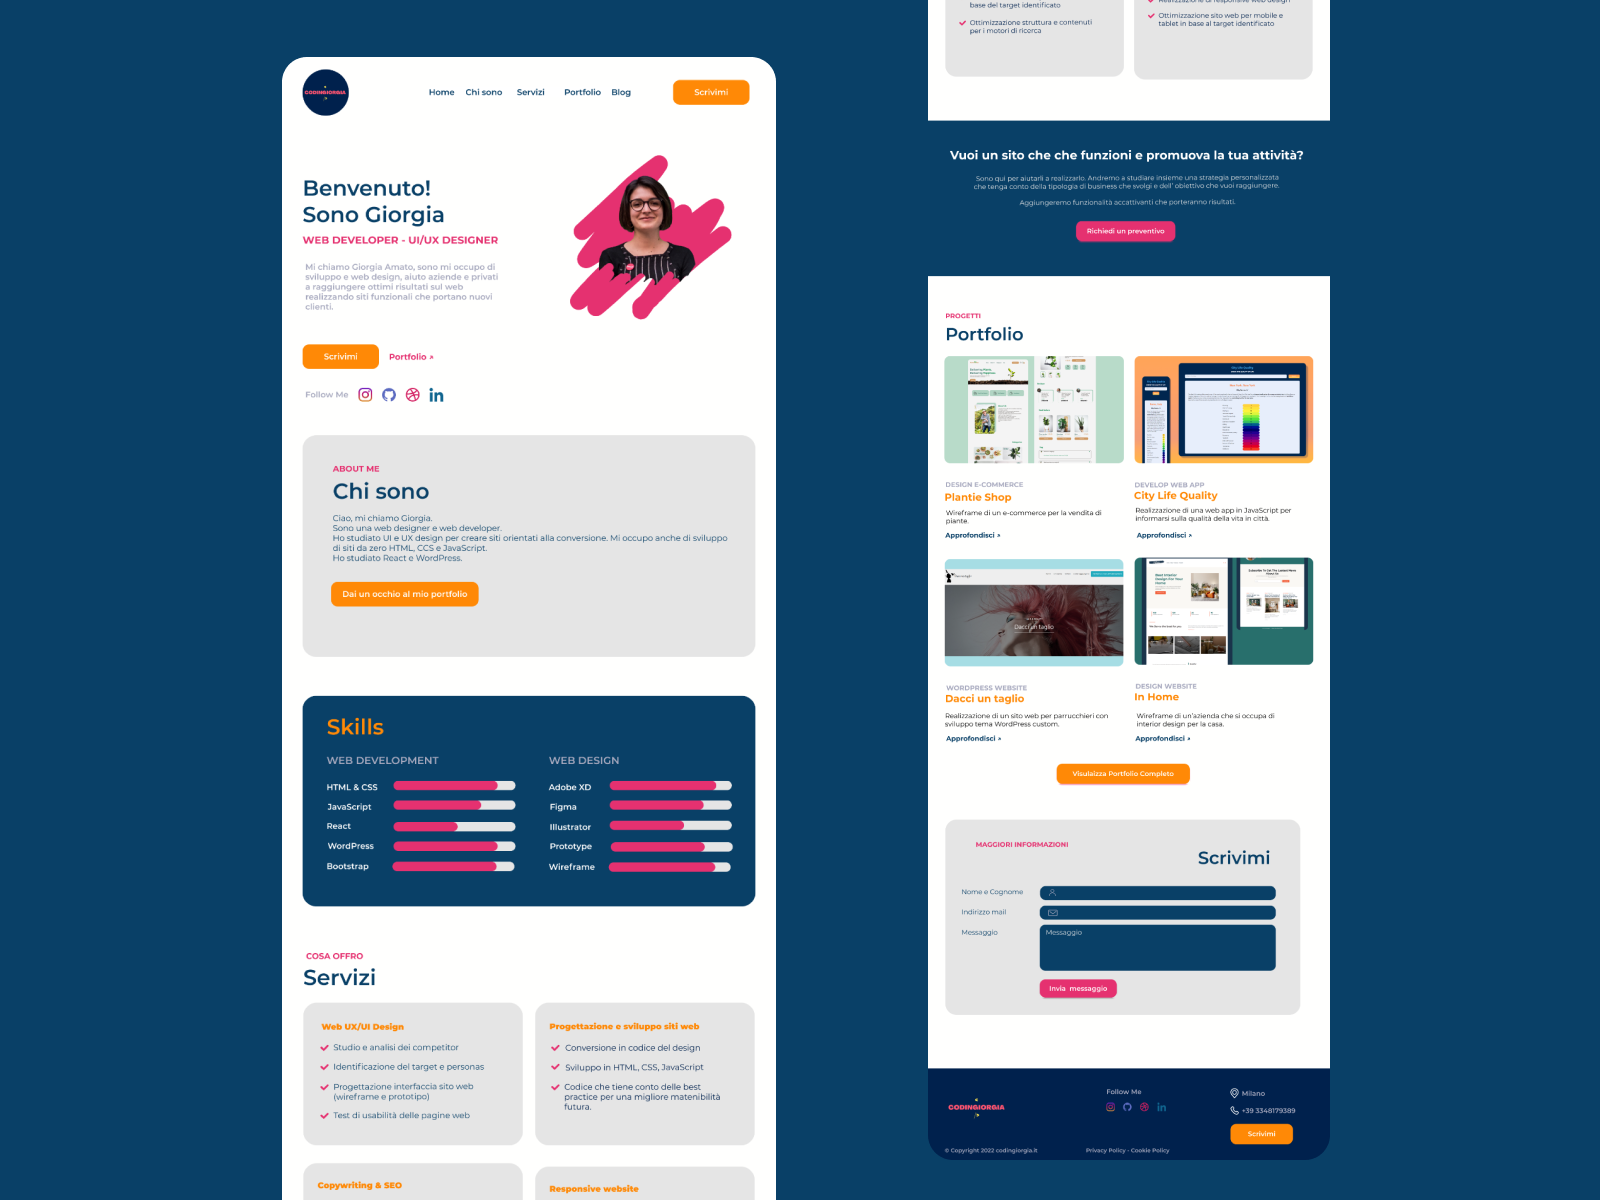 CODINGIORGIA
Home Chi sono Servizi Portfolio Blog
Scrivimi
Benvenuto!
Sono Giorgia
WEB DEVELOPER - UI/UX DESIGNER
Mi chiamo Giorgia Amato, sono mi occupo di
sviluppo e web design, aiuto aziende e privati
a raggiungere ottimi risultati sul web
realizzando siti funzionali che portano nuovi
clienti.
Scrivimi
Portfolio
Follow Me
ABOUT ME
Chi sono
Ciao, mi chiamo Giorgia.
Sono una web designer e web developer.
Ho studiato UI e UX design per creare siti orientati alla conversione. Mi occupo anche di sviluppo
di siti da zero HTML, CCS e JavaScript.
Ho studiato React e WordPress.
Dai un occhio al mio portfolio
Skills
WEB DEVELOPMENT
HTML & CSS
JavaScript
React
WordPress
Bootstrap
WEB DESIGN
Adobe XD
Figma
Illustrator
Prototype
Wireframe
COSA OFFRO
Servizi
Web UX/UI Design
Studio e analisi dei competitor
Identificazione del target e personas
Progettazione interfaccia sito web
(wireframe e prototipo)
Test di usabilità delle pagine web
Progettazione e sviluppo siti web
Conversione in codice del design
Sviluppo in HTML, CSS, JavaScript
Codice che tiene conto delle best
practice per una migliore matenibilità
futura.
Copywriting & SEO
Responsive website
base del target identificato
Ottimizzazione struttura e contenuti
per i motori di ricerca
Realizzazione di responsive web design
Ottimizzazione sito web per mobile e
tablet in base al target identificato
Vuoi un sito che che funzioni e promuova la tua attività?
Sono qui per aiutarti a realizzarlo. Andremo a studiare insieme una strategia personalizzata
che tenga conto della tipologia di business che svolgi e dell' obiettivo che vuoi raggiungere.
Aggiungeremo funzionalità accattivanti che porteranno risultati.
Richiedi un preventivo
PROGETTI
Portfolio
DESIGN E-COMMERCE
Plantie Shop
Wireframe di un e-commerce per la vendita di
piante.
Approfondisci
DEVELOP WEB APP
City Life Quality
Realizzazione di una web app in JavaScript per
informarsi sulla qualità della vita in città.
Approfondisci
Dacci un taglio
Best Interior
Design For Your
Home
WORDPRESS WEBSITE
Dacci un taglio
Realizzazione di un sito web per parrucchieri con
sviluppo tema WordPress custom.
Approfondisci
DESIGN WEBSITE
In Home
Wireframe di un'azienda che si occupa di
interior design per la casa.
Approfondisci
Visulaizza Portfolio Completo
MAGGIORI INFORMAZIONI
Scrivimi
Nome e Cognome
Indirizzo mail
Messaggio
Messaggio
Invia messaggio
CODINGIORGIA
Follow Me
Milano
+39 3348179389
Scrivimi
© Copyright 2022 codingiorgia.it
Privacy Policy - Cookie Policy